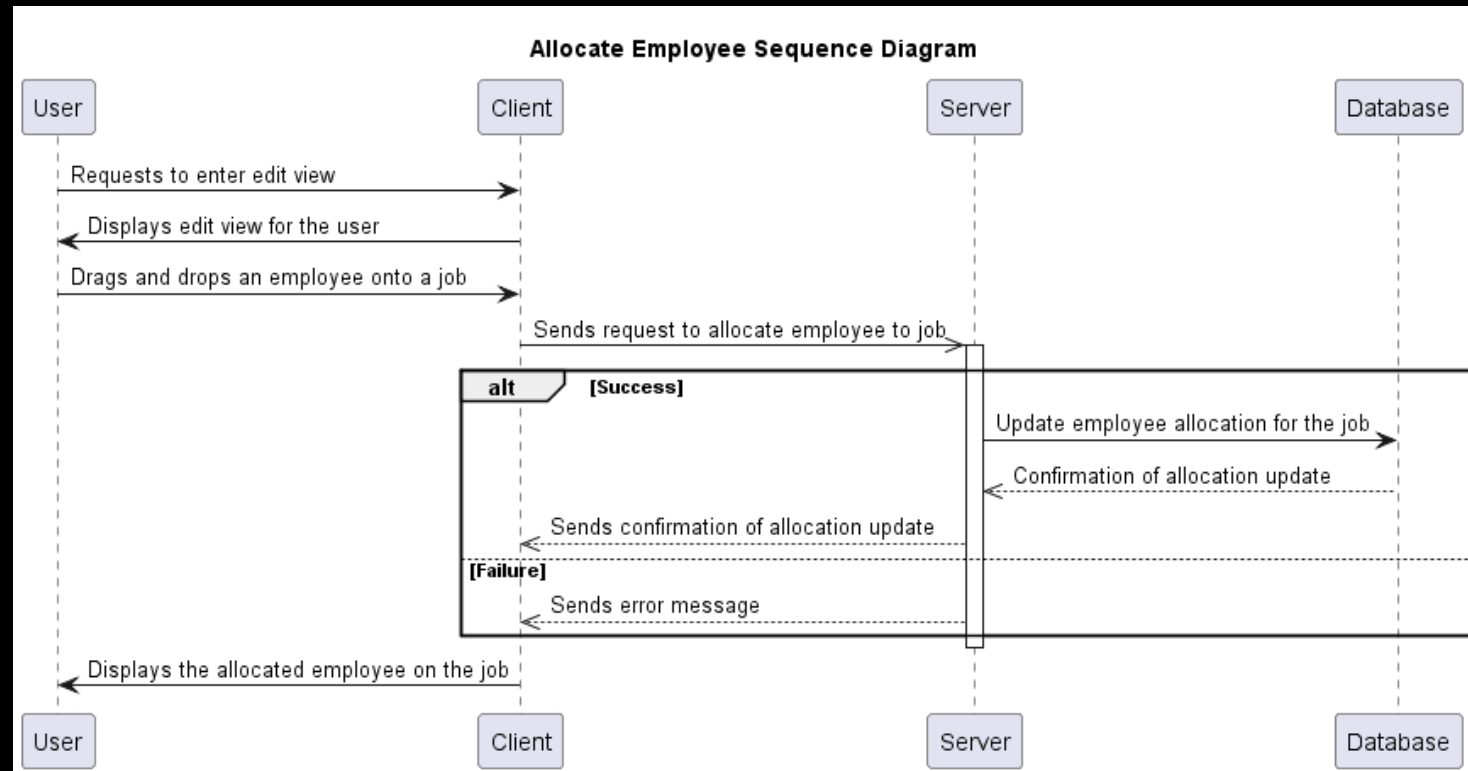 Allocate Employee Sequence Diagram
User Client Server Database
Requests to enter edit view
Displays edit view for the user
Drags and drops an employee onto a job
Sends request to allocate employee to job
alt [Success]
Update employee allocation for the job
Confirmation of allocation update
Sends confirmation of allocation update
[Failure]
Sends error message
Displays the allocated employee on the job
User Client Server Database